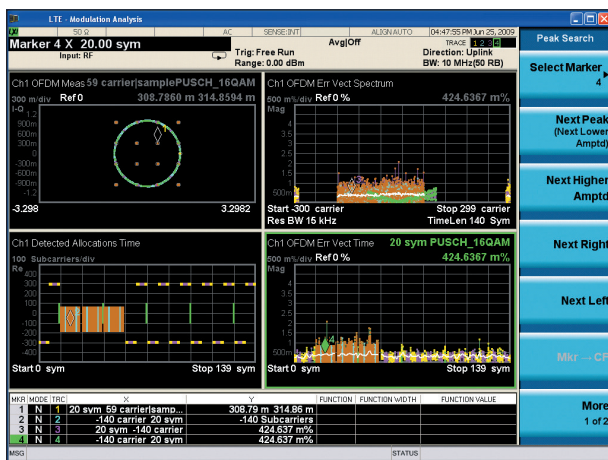 LTE - Modulation Analysis
LXI 50 Ω AC SENSE:INT ALIGN AUTO 04:47:55 PM Jun 25, 2009
Marker 4 X 20.00 sym Avg|Off TRACE 1 2 3 4
Input: RF Trig: Free Run Direction: Uplink
Range: 0.00 dBm BW: 10 MHz(50 RB)
Ch1 OFDM Meas 59 carrier|samplePUSCH_16QAM
300 m/div Ref 0 308.7860 m 314.8594 m
I-Q
1.2
900m
600m
300m
0
-300m
-600m
-900m
-1.2
-3.298 3.2982
Ch1 OFDM Err Vect Spectrum
500 m%/div Ref 0 % 424.6367 m%
Mag
4
3.5
3
2.5
2
1.5
1
500m
Start -300 carrier Stop 299 carrier
Res BW 15 kHz TimeLen 140 Sym
Ch1 Detected Allocations Time
100 Subcarriers/div
Re
400
300
200
100
0
-100
-200
-300
-400
Start 0 sym Stop 139 sym
Ch1 OFDM Err Vect Time 20 sym PUSCH_16QAM
500 m%/div Ref 0 % 424.6367 m%
Mag
4
3.5
3
2.5
2
1.5
1
500m
Start 0 sym Stop 139 sym
MKR MODE TRC X Y FUNCTION FUNCTION WIDTH FUNCTION VALUE
1 N 1 20 sym 59 carrier|samp... 308.79 m 314.86 m
2 N 2 -140 carrier 20 sym -140 Subcarriers
3 N 3 20 sym -140 carrier 424.637 m%
4 N 4 -140 carrier 20 sym 424.637 m%
MSG STATUS
Peak Search
Select Marker
4
Next Peak
(Next Lower
Amptd)
Next Higher
Amptd
Next Right
Next Left
Mkr → CF
More
1 of 2